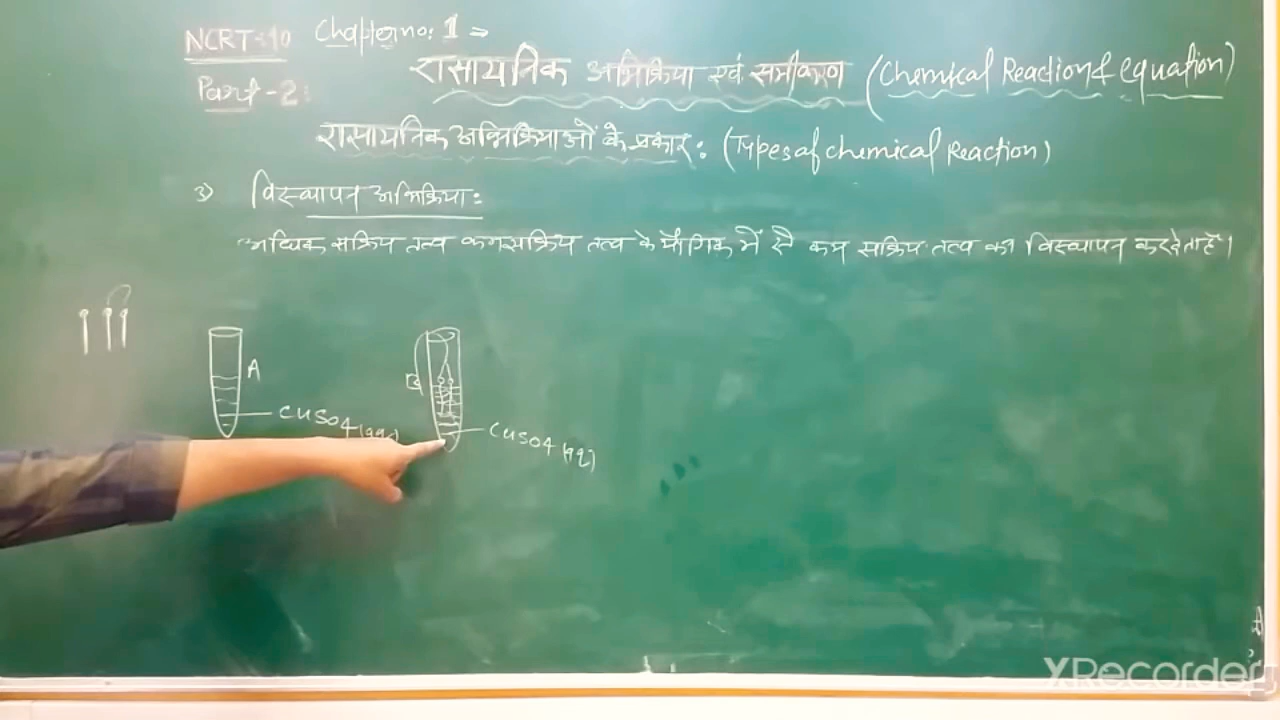 NCRT-10 Chapter no: 1 ⇒
रासायनिक अभिक्रिया एवं समीकरण (Chemical Reaction & equation)
Part-2:
रासायनिक अभिक्रियाओं के प्रकार: (Types of chemical Reaction)
3) विस्थापन अभिक्रिया:
अधिक सक्रिय तत्व कम सक्रिय तत्व के यौगिक में से कम सक्रिय तत्व का विस्थापन कर देता है।
A
CuSO4 (aq)
CuSO4 (aq)
XRecorder